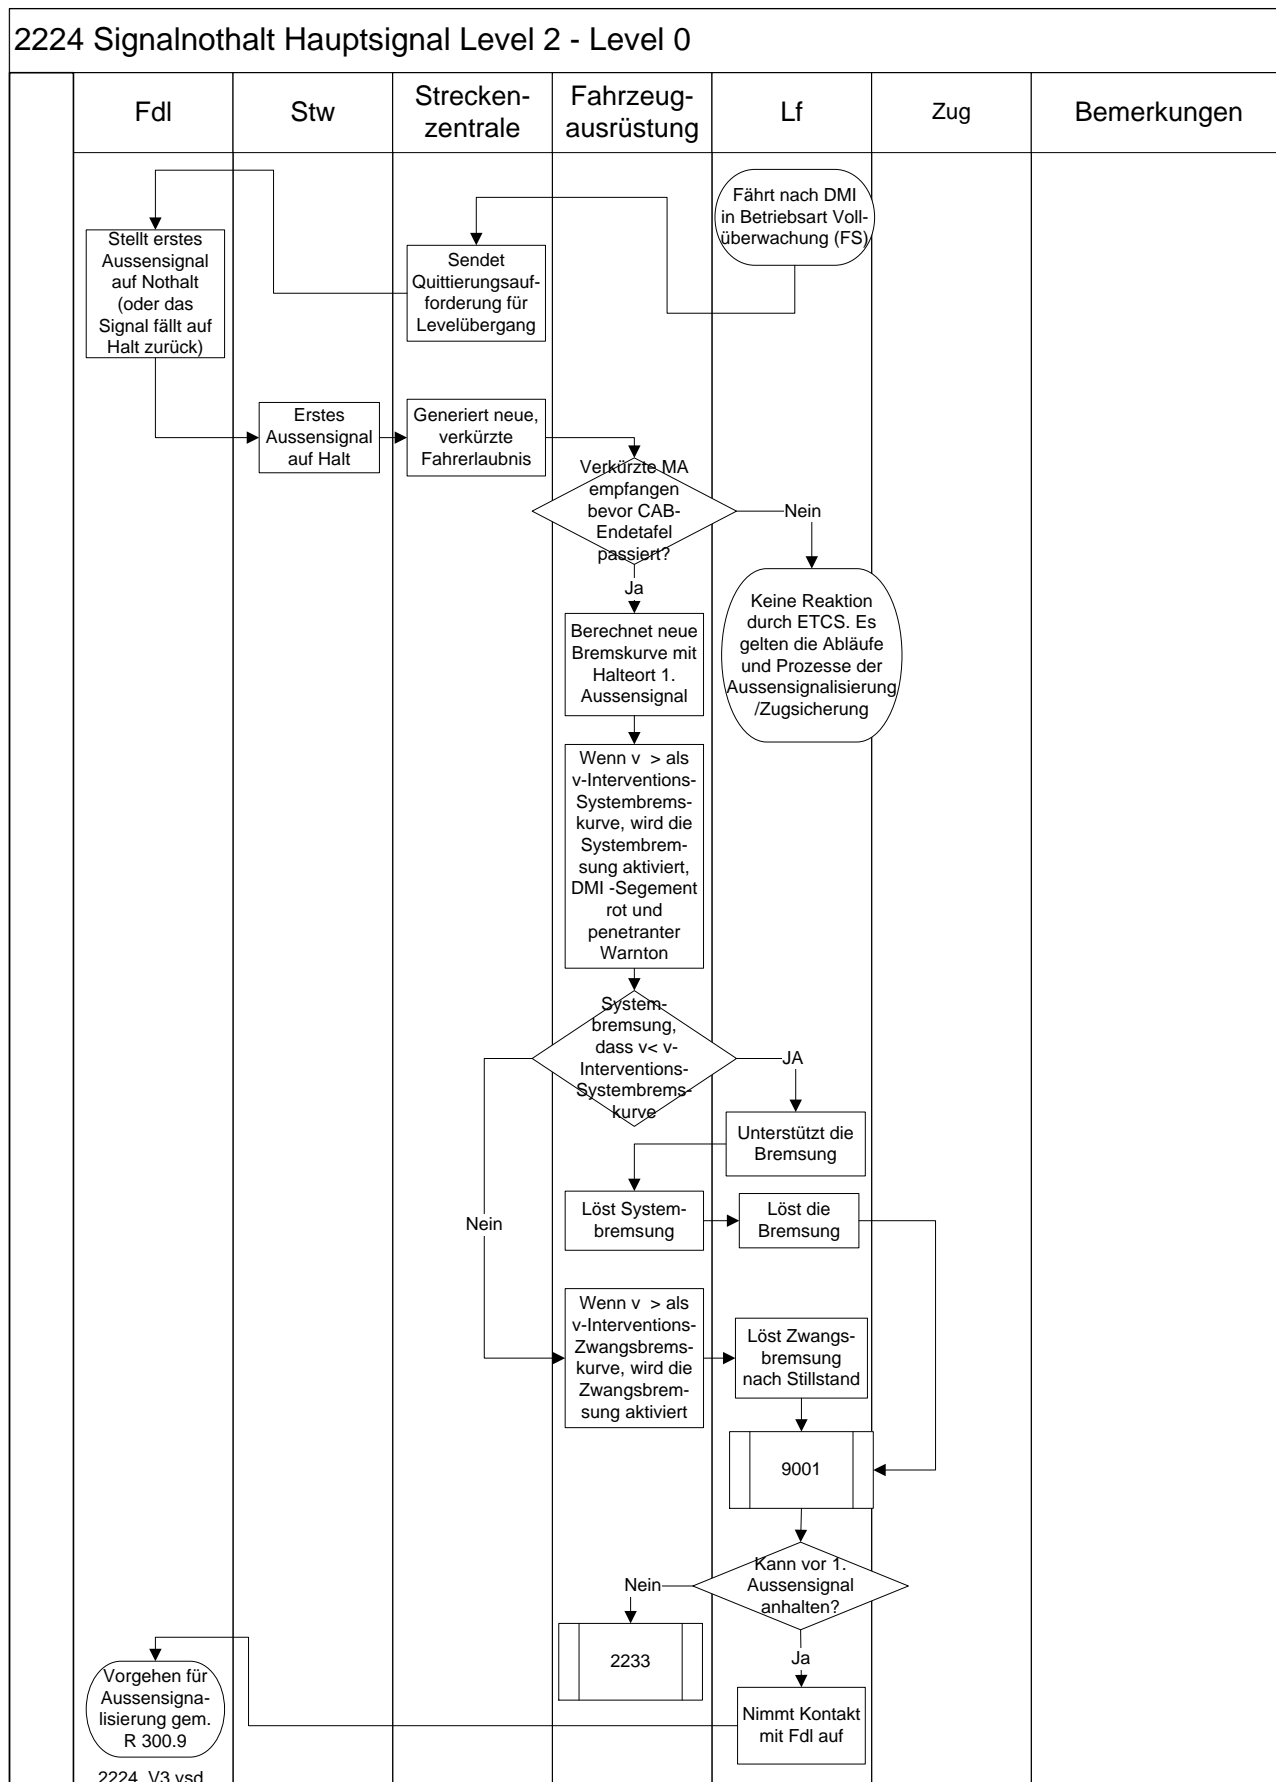 2224 Signalnothalt Hauptsignal Level 2 - Level 0
Fdl
Stw
Strecken-
zentrale
Fahrzeug-
ausrüstung
Lf
Zug
Bemerkungen
Fährt nach DMI
in Betriebsart Voll-
überwachung (FS)
Sendet
Quittierungsauf-
forderung für
Levelübergang
Stellt erstes
Aussensignal
auf Nothalt
(oder das
Signal fällt auf
Halt zurück)
Erstes
Aussensignal
auf Halt
Generiert neue,
verkürzte
Fahrerlaubnis
Verkürzte MA
empfangen
bevor CAB-
Endetafel
passiert?
Nein
Ja
Keine Reaktion
durch ETCS. Es
gelten die Abläufe
und Prozesse der
Aussensignalisierung
/Zugsicherung
Berechnet neue
Bremskurve mit
Halteort 1.
Aussensignal
Wenn v  > als
v-Interventions-
Systembrems-
kurve, wird die
Systembrem-
sung aktiviert,
DMI -Segement
rot und
penetranter
Warnton
System-
bremsung,
dass v< v-
Interventions-
Systembrems-
kurve
JA
Unterstützt die
Bremsung
Löst System-
bremsung
Löst die
Bremsung
Nein
Wenn v  > als
v-Interventions-
Zwangsbrems-
kurve, wird die
Zwangsbrem-
sung aktiviert
Löst Zwangs-
bremsung
nach Stillstand
9001
Kann vor 1.
Aussensignal
anhalten?
Nein
2233
Ja
Nimmt Kontakt
mit Fdl auf
Vorgehen für
Aussensigna-
lisierung gem.
R 300.9
2224_V3.vsd